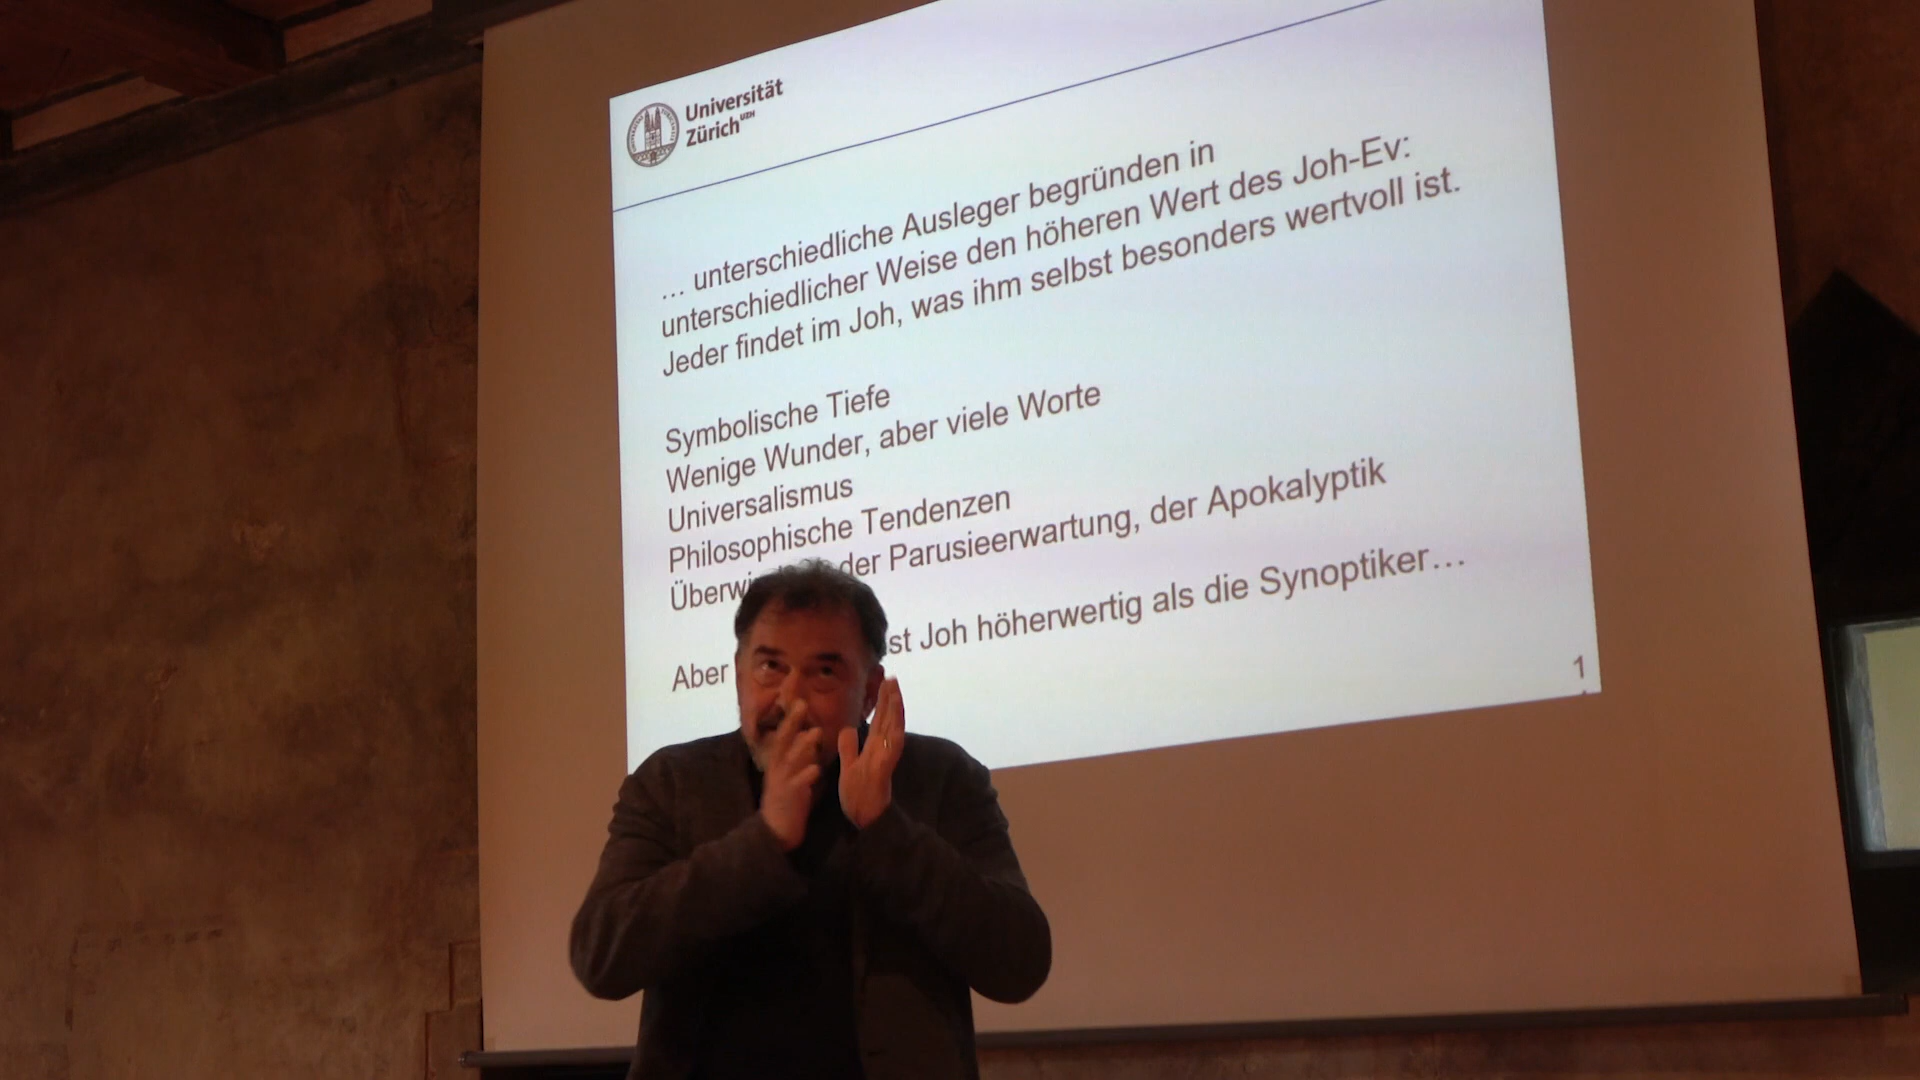 Universität
Zürich UZH
… unterschiedliche Ausleger begründen in
unterschiedlicher Weise den höheren Wert des Joh-Ev:
Jeder findet im Joh, was ihm selbst besonders wertvoll ist.
Symbolische Tiefe
Wenige Wunder, aber viele Worte
Universalismus
Philosophische Tendenzen
der Parusieerwartung, der Apokalyptik
Aber Joh höherwertig als die Synoptiker…
1